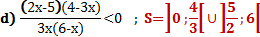 d) (2x-5)(4-3x)/3x(6-x) <0 ; S=]0;4/3[∪]5/2;6[